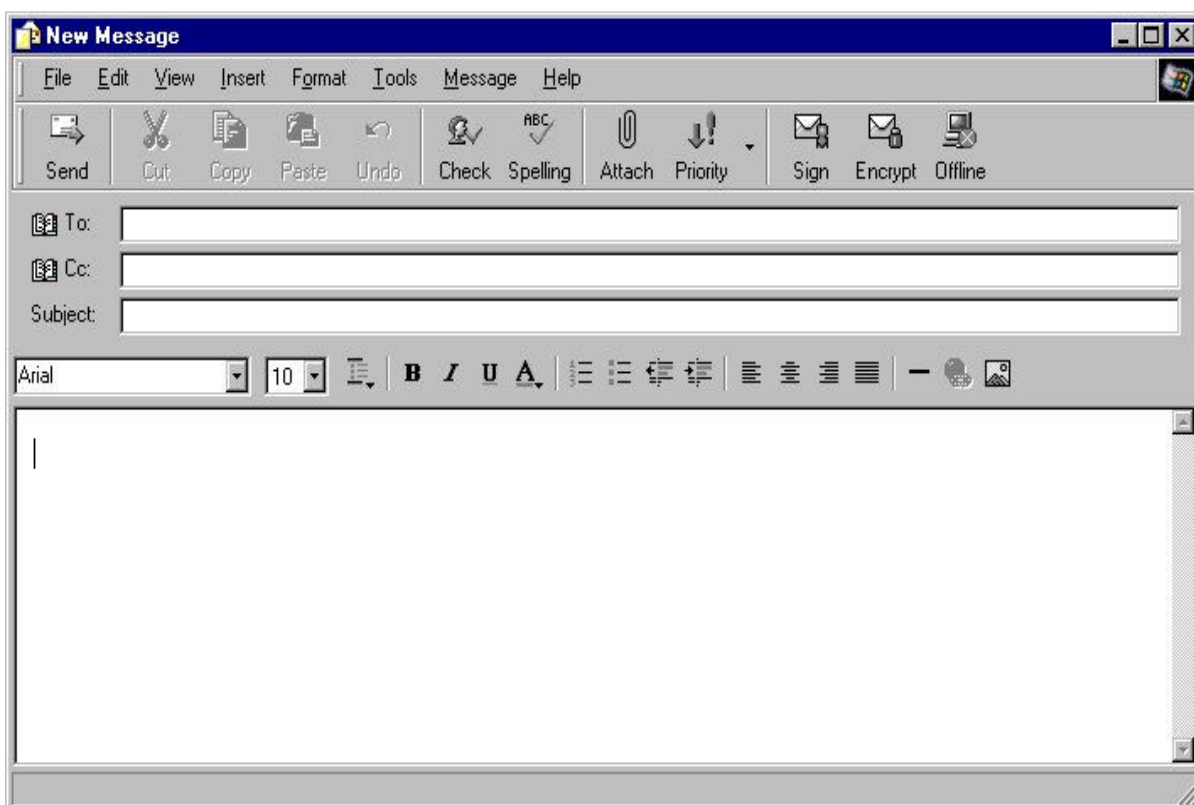 New Message
File Edit View Insert Format Tools Message Help
Send Cut Copy Paste Undo Check ABC Spelling Attach Priority Sign Encrypt Offline
To:
Cc:
Subject:
Arial 10 B I U A